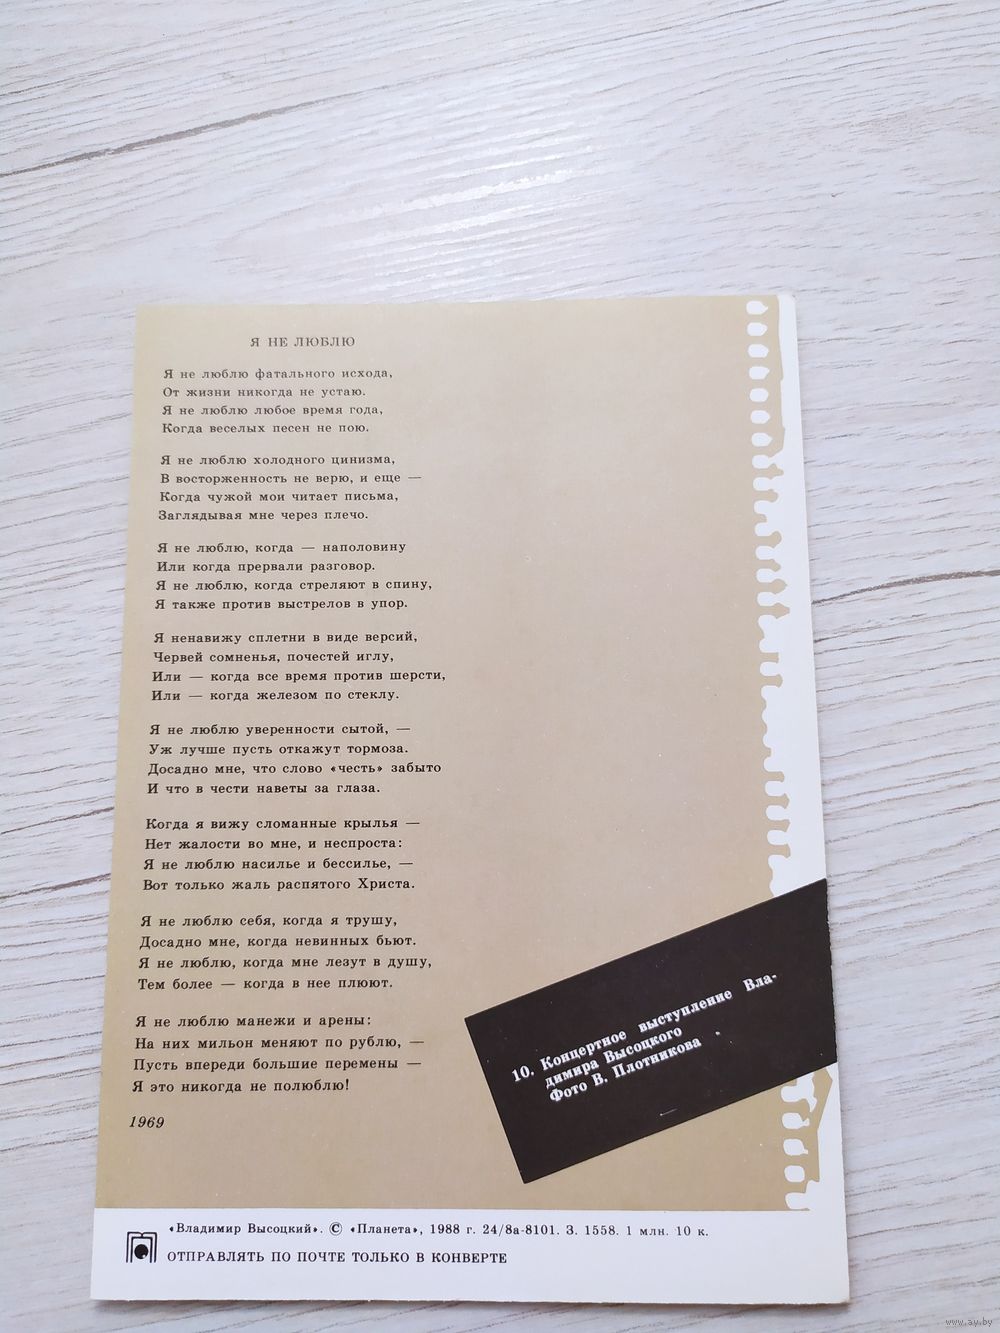 Я НЕ ЛЮБЛЮ
Я не люблю фатального исхода,
От жизни никогда не устаю.
Я не люблю любое время года,
Когда веселых песен не пою.
Я не люблю холодного цинизма,
В восторженность не верю, и еще —
Когда чужой мои читает письма,
Заглядывая мне через плечо.
Я не люблю, когда — наполовину
Или когда прервали разговор.
Я не люблю, когда стреляют в спину,
Я также против выстрелов в упор.
Я ненавижу сплетни в виде версий,
Червей сомненья, почестей иглу,
Или — когда все время против шерсти,
Или — когда железом по стеклу.
Я не люблю уверенности сытой, —
Уж лучше пусть откажут тормоза.
Досадно мне, что слово «честь» забыто
И что в чести наветы за глаза.
Когда я вижу сломанные крылья —
Нет жалости во мне, и неспроста:
Я не люблю насилье и бессилье, —
Вот только жаль распятого Христа.
Я не люблю себя, когда я трушу,
Досадно мне, когда невинных бьют.
Я не люблю, когда мне лезут в душу,
Тем более — когда в нее плюют.
Я не люблю манежи и арены:
На них мильон меняют по рублю, —
Пусть впереди большие перемены —
Я это никогда не полюблю!
1969
10. Концертное выступление Вла-
димира Высоцкого
Фото В. Плотникова
«Владимир Высоцкий». © «Планета», 1988 г. 24/8а-8101. З. 1558. 1 млн. 10 к.
ОТПРАВЛЯТЬ ПО ПОЧТЕ ТОЛЬКО В КОНВЕРТЕ
www.ay.by